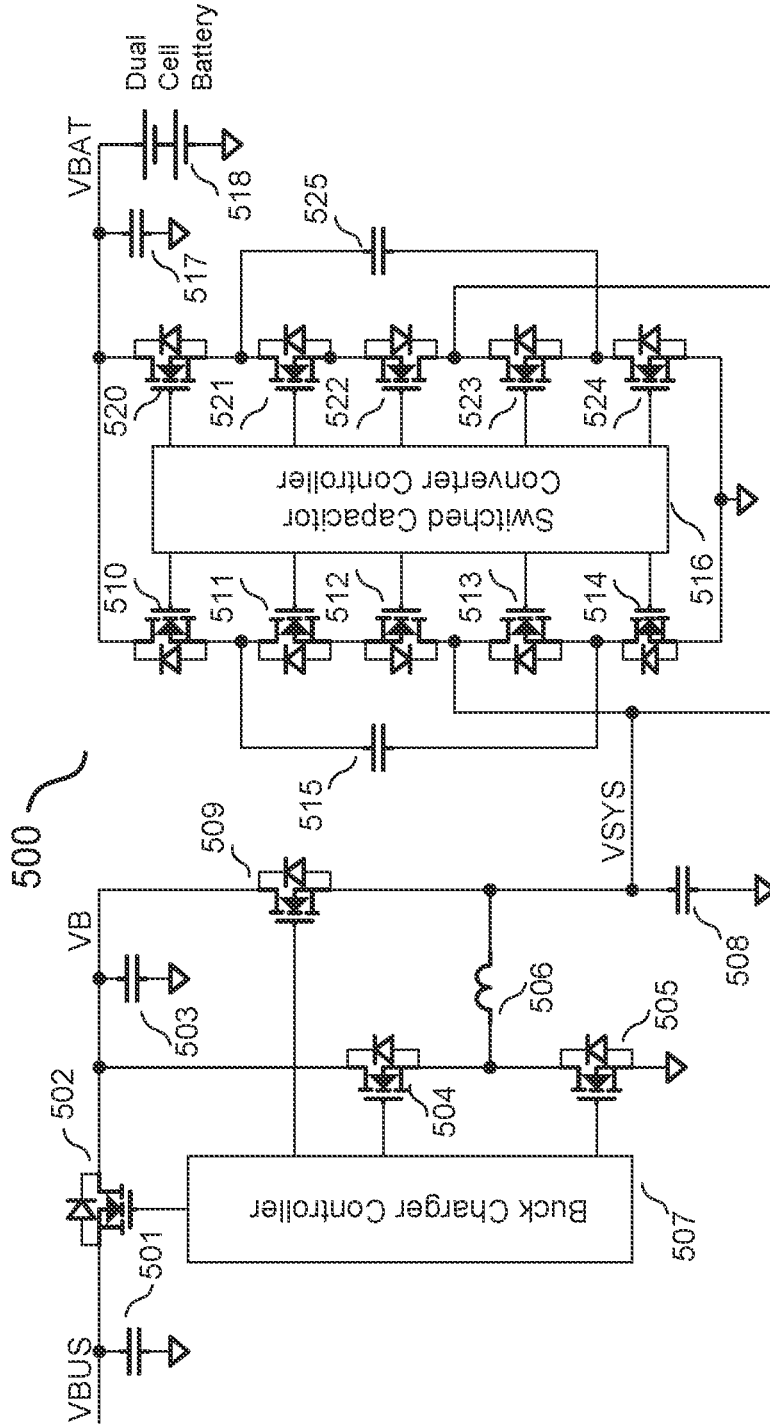 500
VBUS
501
502
VB
503
504
505
506
Buck Charger Controller
507
508
509
VSYS
510
511
512
513
514
515
Switched Capacitor
Converter Controller
516
520
521
522
523
524
525
517
VBAT
518
Dual
Cell
Battery